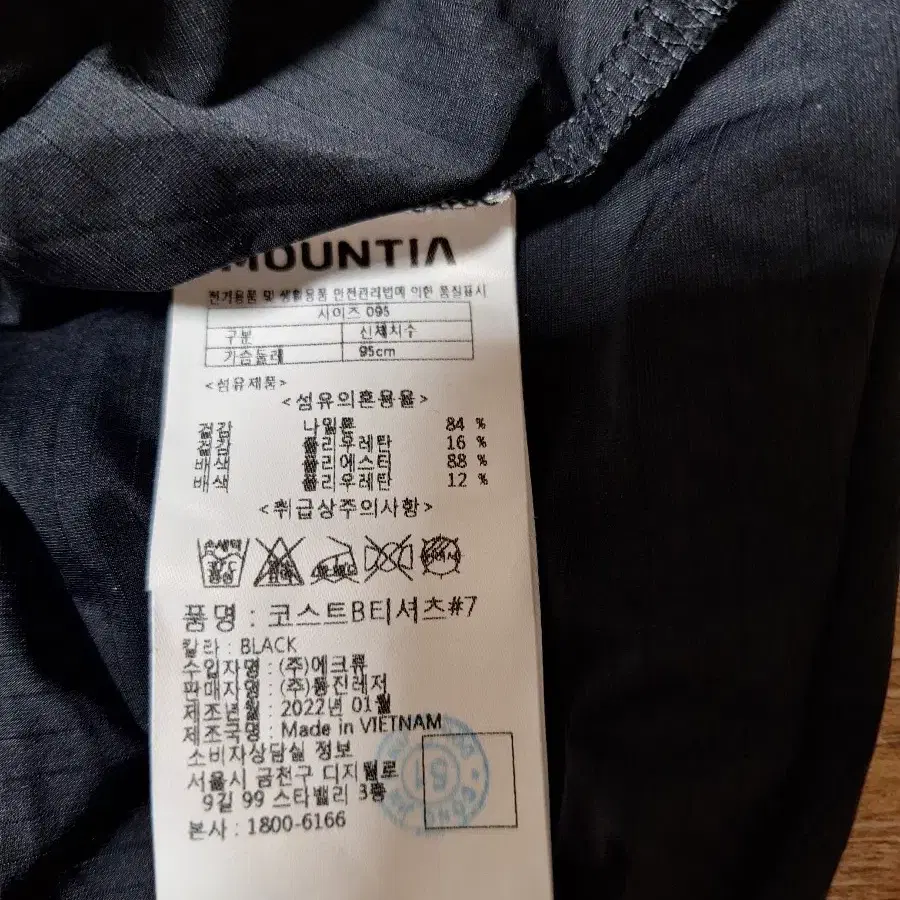 MOUNTIA
전기용품 및 생활용품 안전관리법에 의한 품질표시
사이즈 095
구분 신체치수
가슴둘레 95cm
<섬유제품>
<섬유의혼용율>
겉감 나일론 84 %
겉감 폴리우레탄 16 %
배색 폴리에스터 88 %
배색 폴리우레탄 12 %
<취급상주의사항>
손세탁
품명 : 코스트B티셔츠#7
칼라 : BLACK
수입자명 : (주)에크류
판매자명 : (주)동진레저
제조년월 : 2022년 01월
제조국명 : Made in VIETNAM
소비자상담실 정보
서울시 금천구 디지털로
9길 99 스타밸리 3층
본사 : 1800-6166